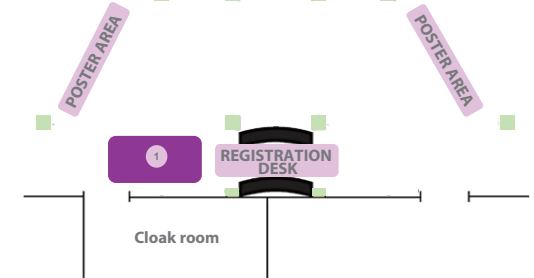 POSTER AREA
POSTER AREA
1
REGISTRATION
DESK
Cloak room